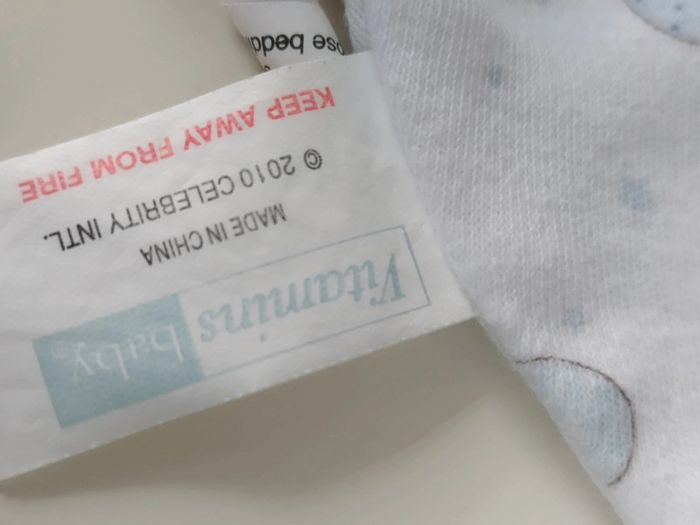 Vitamins baby
MADE IN CHINA
© 2010 CELEBRITY INTL.
KEEP AWAY FROM FIRE